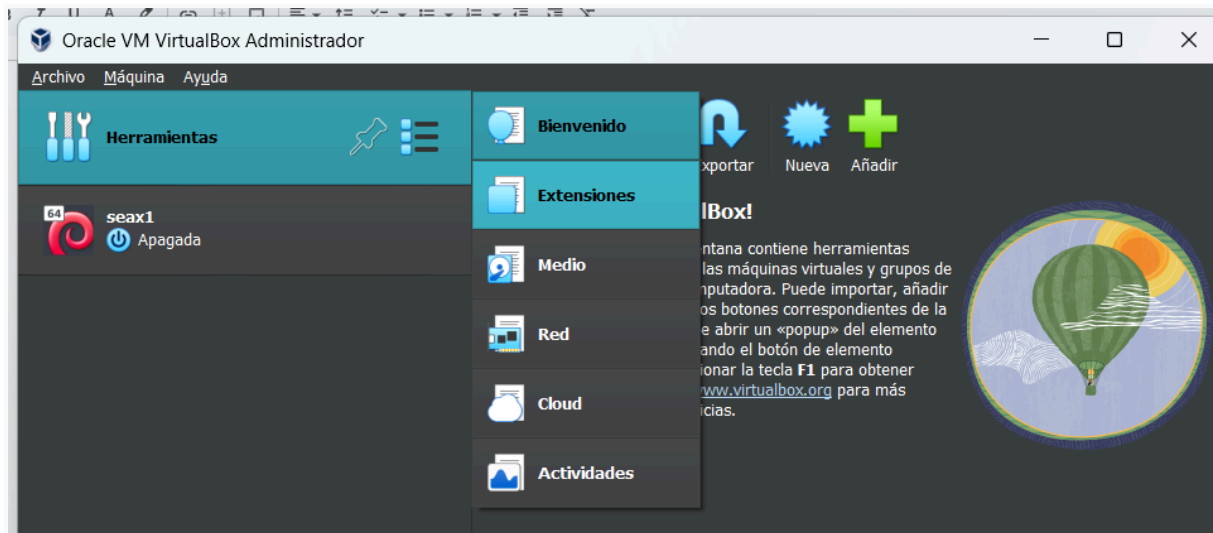 Oracle VM VirtualBox Administrador
Archivo Máquina Ayuda
Herramientas
64
seax1
Apagada
Bienvenido
Extensiones
Medio
Red
Cloud
Actividades
xportar Nueva Añadir
lBox!
ntana contiene herramientas
las máquinas virtuales y grupos de
nputadora. Puede importar, añadir
os botones correspondientes de la
e abrir un «popup» del elemento
ando el botón de elemento
ionar la tecla F1 para obtener
www.virtualbox.org para más
icias.